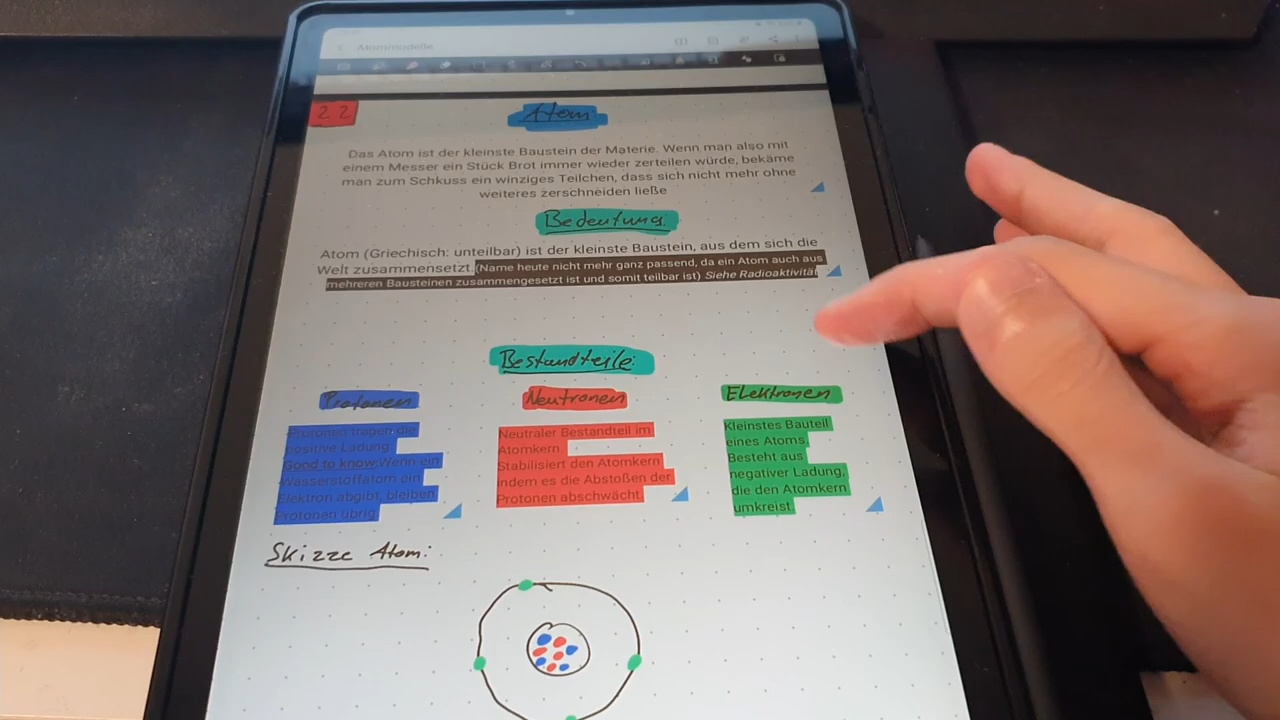 Atommodelle
22
Atom:
Das Atom ist der kleinste Baustein der Materie. Wenn man also mit
einem Messer ein Stück Brot immer wieder zerteilen würde, bekäme
man zum Schkuss ein winziges Teilchen, dass sich nicht mehr ohne
weiteres zerschneiden ließe
Bedeutung:
Atom (Griechisch: unteilbar) ist der kleinste Baustein, aus dem sich die
Welt zusammensetzt.(Name heute nicht mehr ganz passend, da ein Atom auch aus
mehreren Bausteinen zusammengesetzt ist und somit teilbar ist) Siehe Radioaktivität
Bestandteile:
Protonen
Protonen tragen die
positive Ladung.
Good to know:Wenn ein
Wasserstoffatom ein
Elektron abgibt, bleiben
Protonen übrig
Neutronen
Neutraler Bestandteil im
Atomkern.
Stabilisiert den Atomkern
indem es die Abstoßen der
Protonen abschwächt.
Elektronen
Kleinstes Bauteil
eines Atoms.
Besteht aus
negativer Ladung,
die den Atomkern
umkreist.
Skizze Atom: